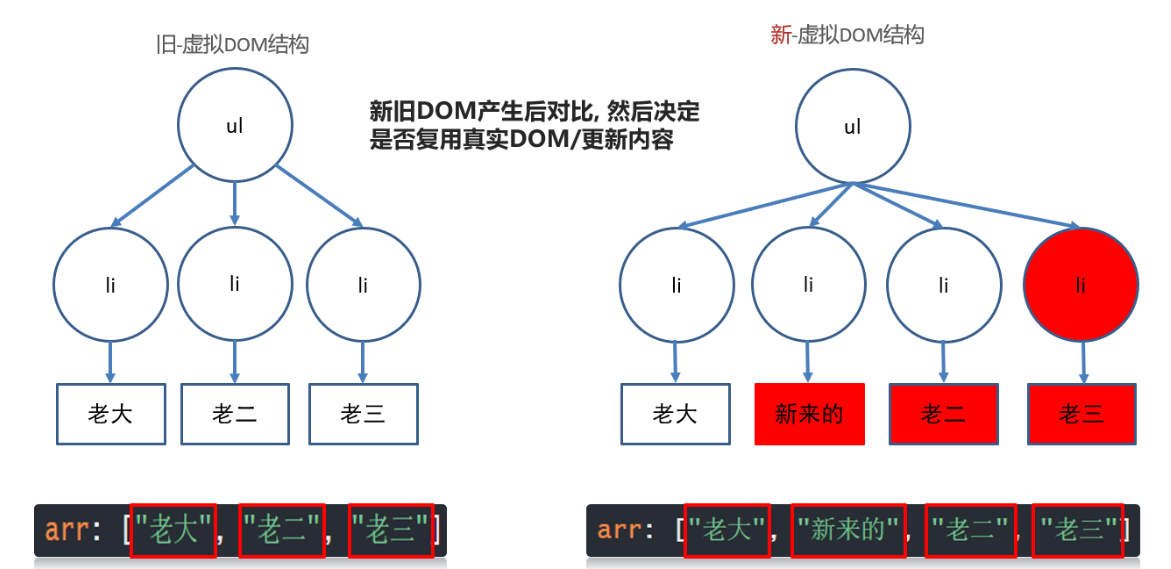 旧-虚拟DOM结构
新-虚拟DOM结构
新旧DOM产生后对比, 然后决定
是否复用真实DOM/更新内容
ul
ul
li
li
li
li
li
li
li
老大
老二
老三
老大
新来的
老二
老三
arr: ["老大", "老二", "老三"]
arr: ["老大", "新来的", "老二", "老三"]